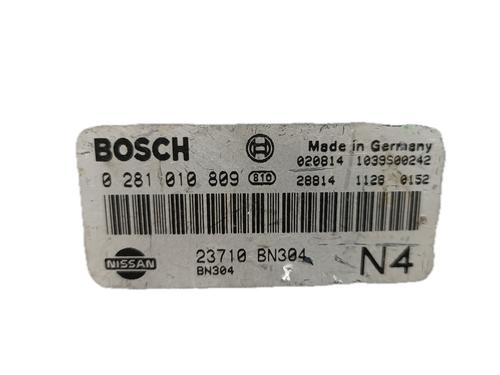 BOSCH Made in Germany
020814 1039S00242
0 281 010 809 810 28814 1128 0152
NISSAN 23710 BN304 N4
BN304